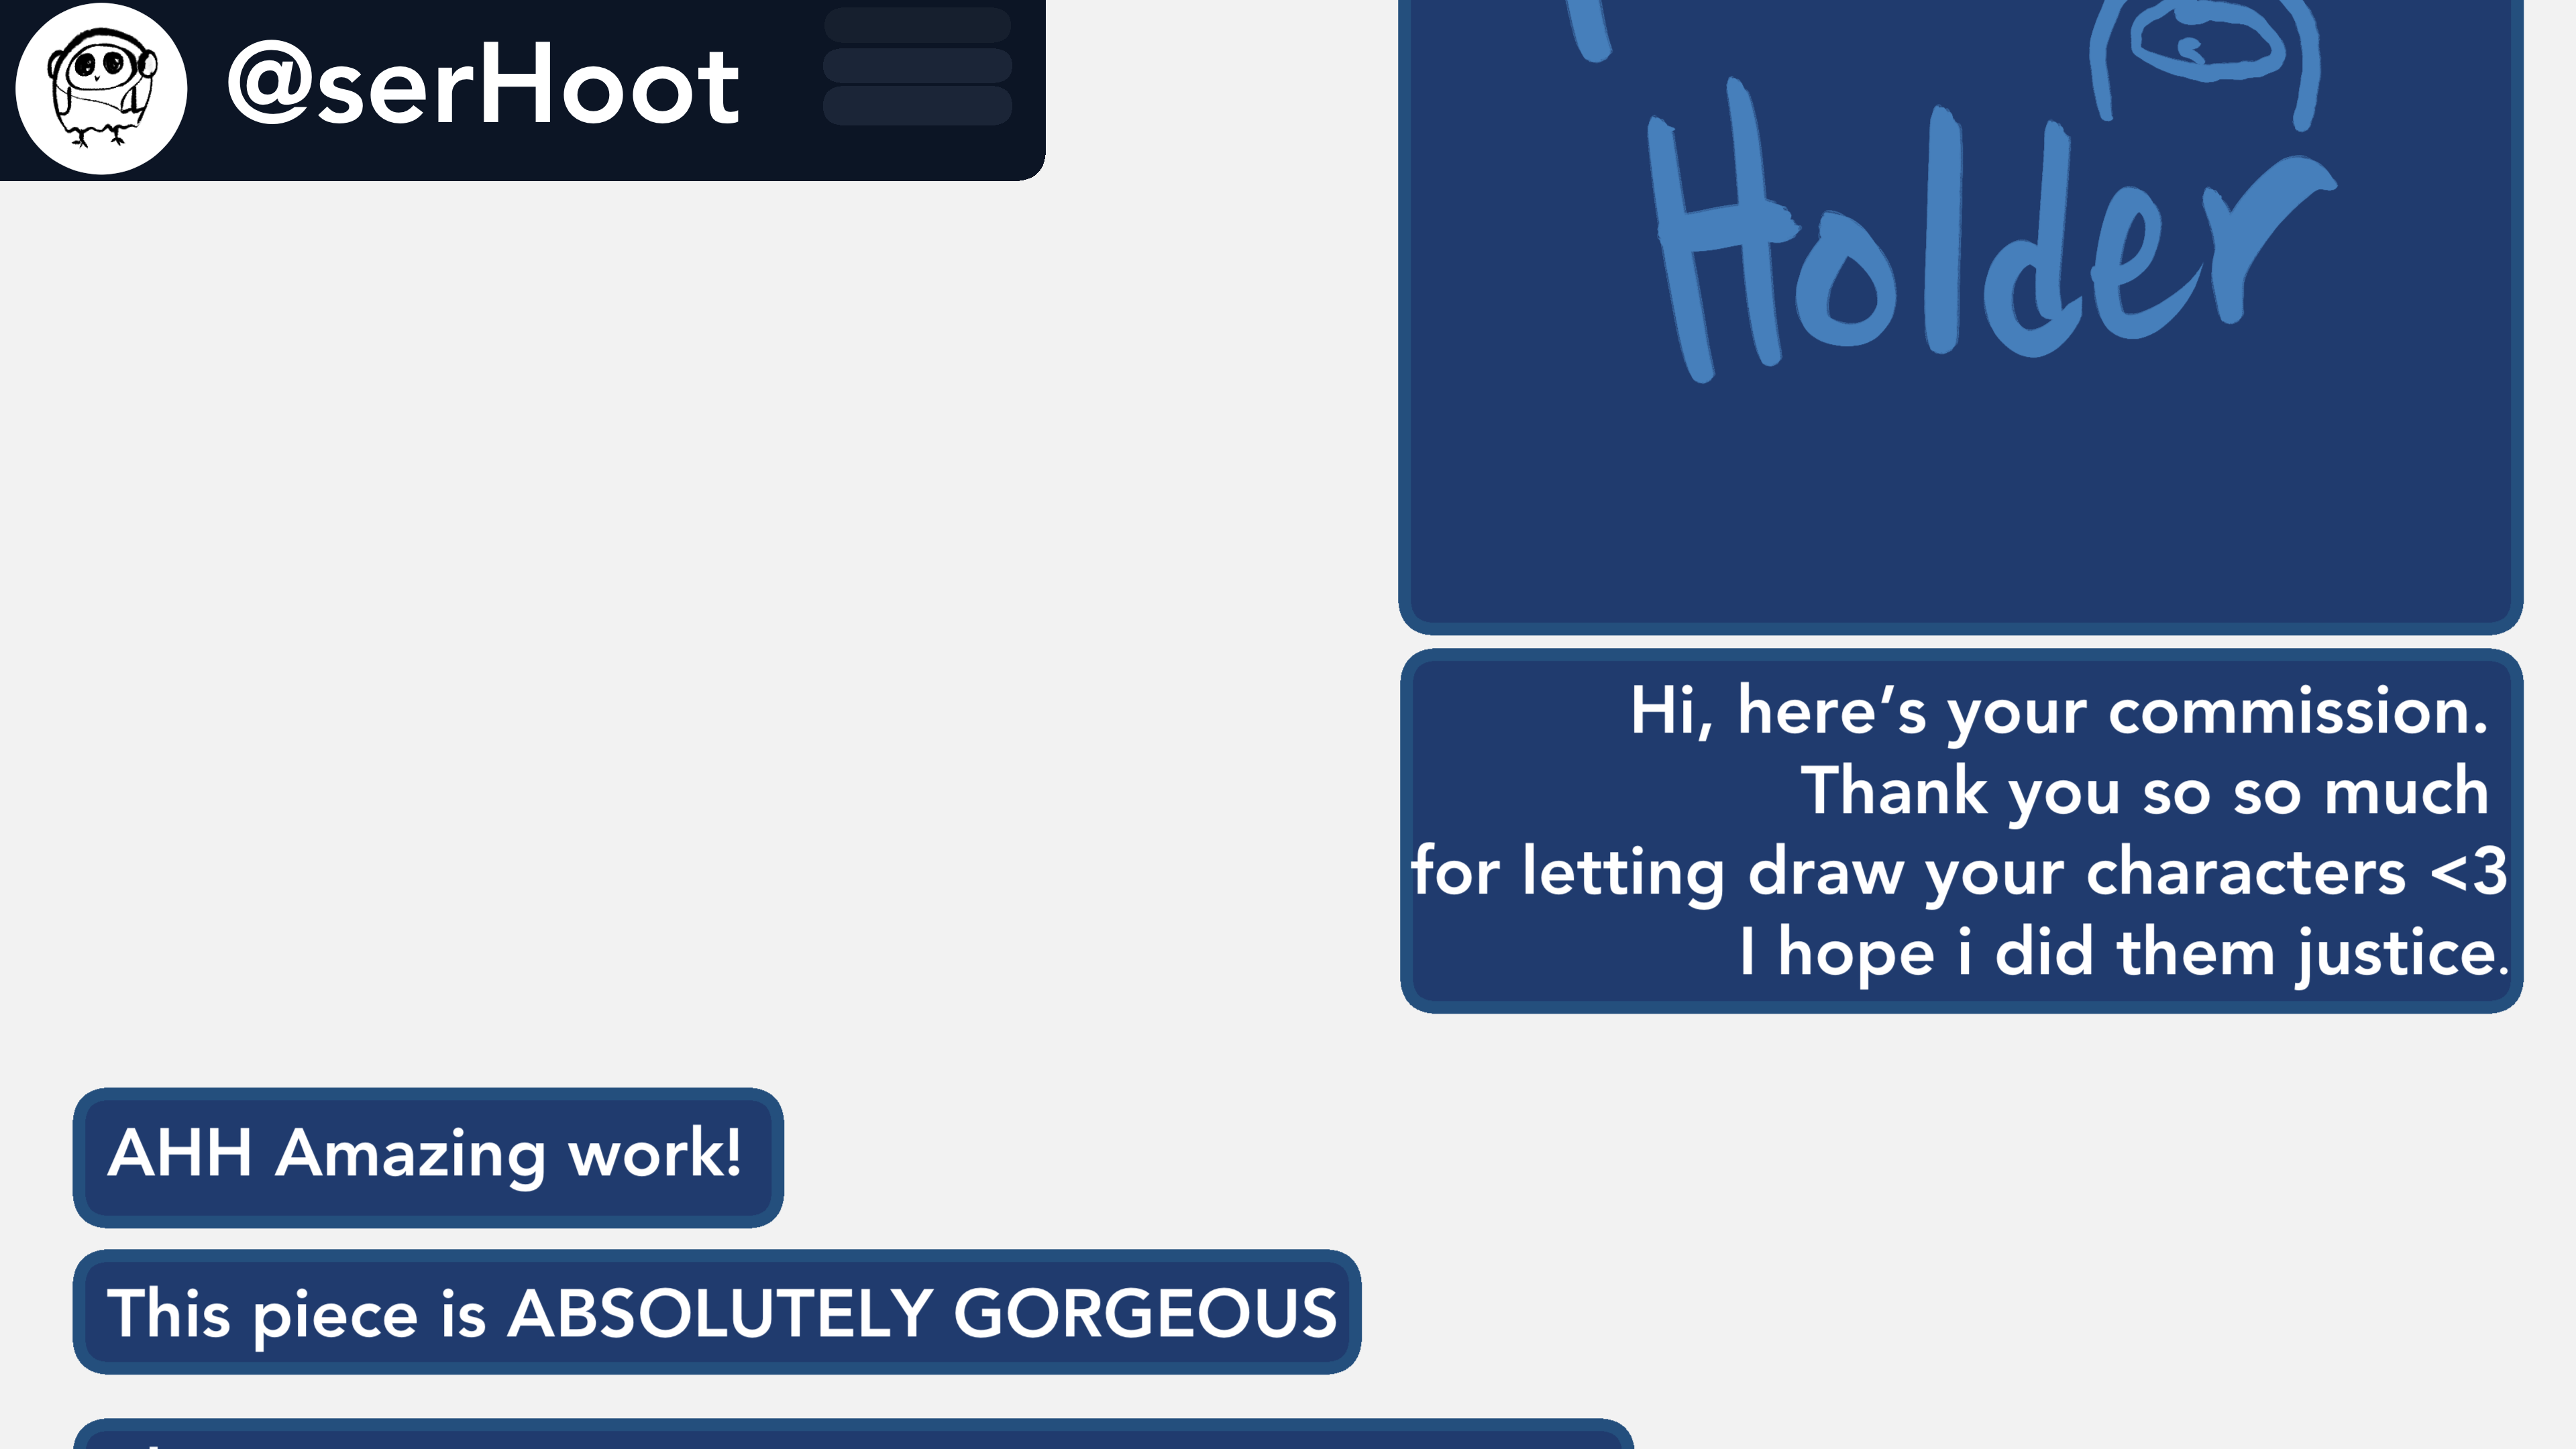 @serHoot
Holder
Hi, here’s your commission.
Thank you so so much
for letting draw your characters <3
I hope i did them justice.
AHH Amazing work!
This piece is ABSOLUTELY GORGEOUS